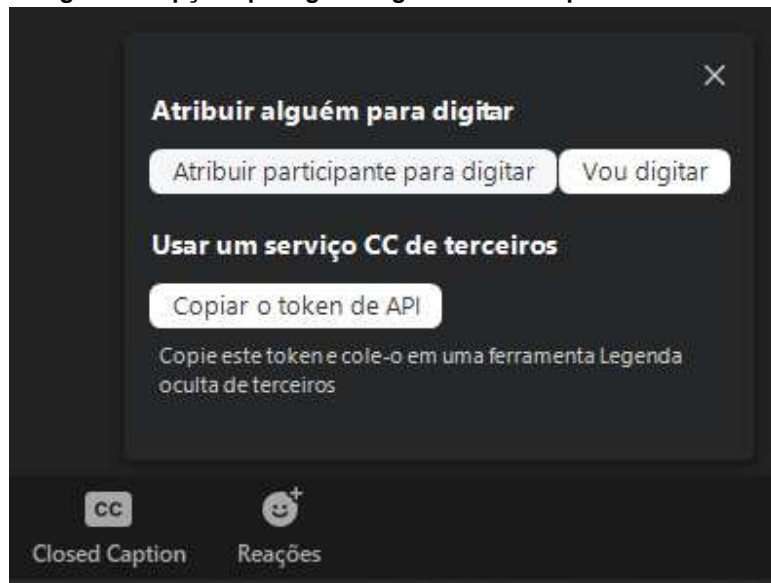 Atribuir alguém para digitar
Atribuir participante para digitar Vou digitar
Usar um serviço CC de terceiros
Copiar o token de API
Copie este token e cole-o em uma ferramenta Legenda
oculta de terceiros
CC
Closed Caption Reações